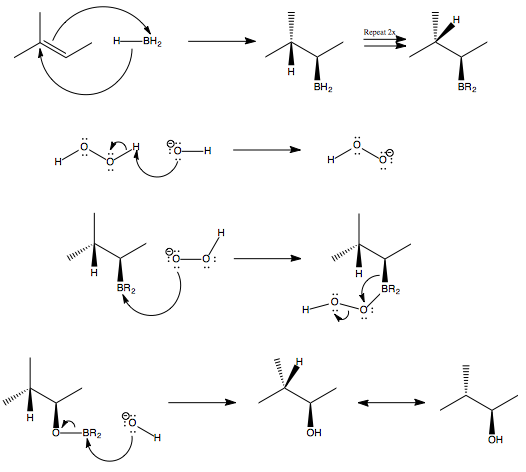 H BH₂ H BH₂ Repeat 2x H BR₂
H O O H ⊖ O H H O O ⊖
H BR₂ ⊖ O O H H BR₂ H O O
H O BR₂ ⊖ O H H OH OH